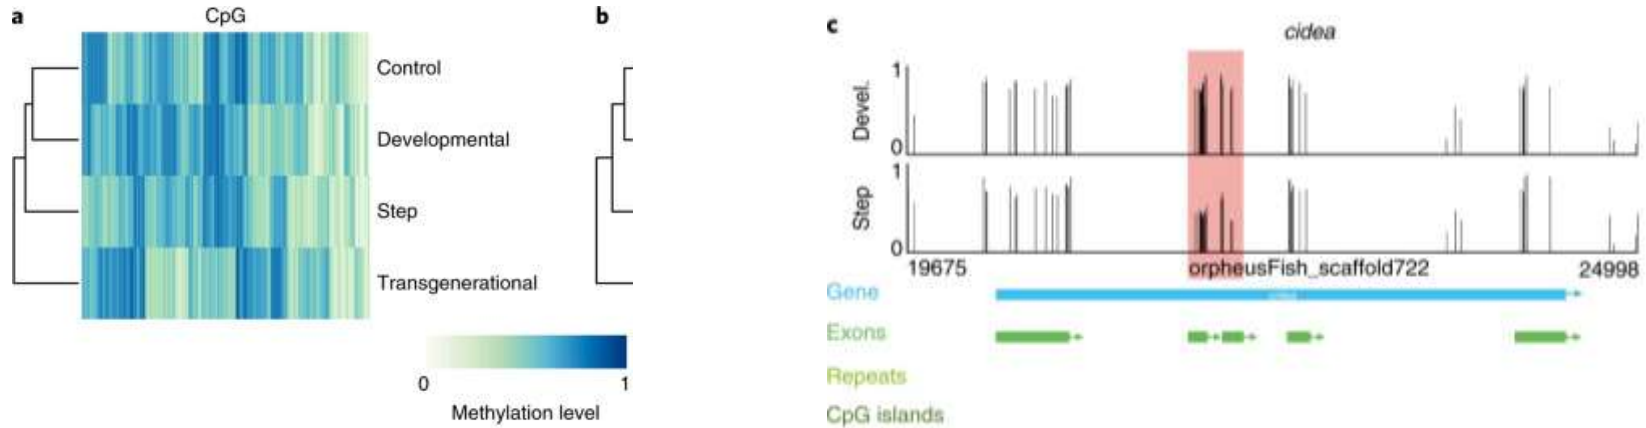 a
CpG
Control
Developmental
Step
Transgenerational
0
1
Methylation level
b
c
cidea
Devel.
1
0
Step
1
0
19675
orpheusFish_scaffold722
24998
Gene
Exons
Repeats
CpG islands